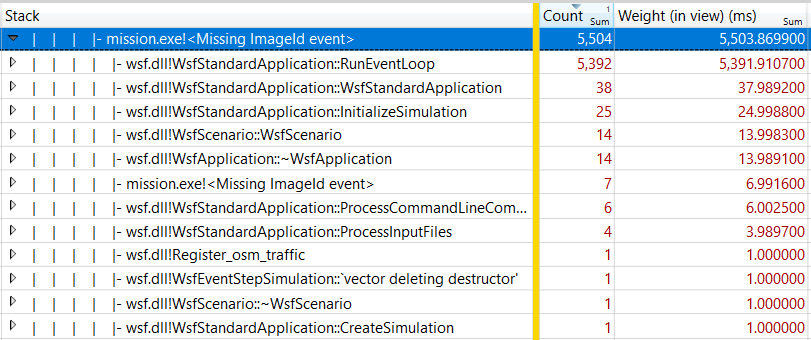 Stack Count 1 Sum Weight (in view) (ms) Sum
| | | | |- mission.exe!<Missing ImageId event> 5,504 5,503.869900
| | | | |- wsf.dll!WsfStandardApplication::RunEventLoop 5,392 5,391.910700
| | | | |- wsf.dll!WsfStandardApplication::WsfStandardApplication 38 37.989200
| | | | |- wsf.dll!WsfStandardApplication::InitializeSimulation 25 24.998800
| | | | |- wsf.dll!WsfScenario::WsfScenario 14 13.998300
| | | | |- wsf.dll!WsfApplication::~WsfApplication 14 13.989100
| | | | |- mission.exe!<Missing ImageId event> 7 6.991600
| | | | |- wsf.dll!WsfStandardApplication::ProcessCommandLineCom... 6 6.002500
| | | | |- wsf.dll!WsfStandardApplication::ProcessInputFiles 4 3.989700
| | | | |- wsf.dll!Register_osm_traffic 1 1.000000
| | | | |- wsf.dll!WsfEventStepSimulation::`vector deleting destructor' 1 1.000000
| | | | |- wsf.dll!WsfScenario::~WsfScenario 1 1.000000
| | | | |- wsf.dll!WsfStandardApplication::CreateSimulation 1 1.000000